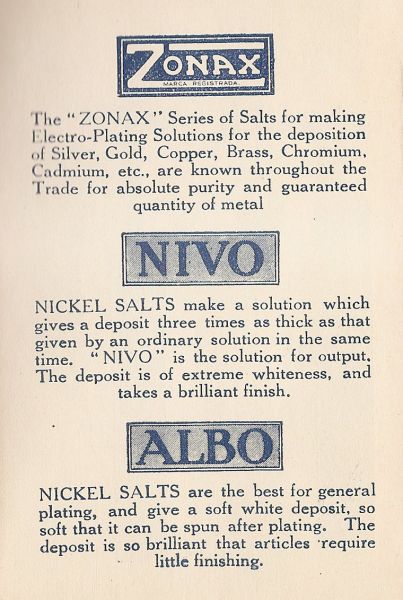 ZONAX
MARCA REGISTRADA
The "ZONAX" Series of Salts for making
Electro-Plating Solutions for the deposition
of Silver, Gold, Copper, Brass, Chromium,
Cadmium, etc., are known throughout the
Trade for absolute purity and guaranteed
quantity of metal
NIVO
NICKEL SALTS make a solution which
gives a deposit three times as thick as that
given by an ordinary solution in the same
time. "NIVO" is the solution for output.
The deposit is of extreme whiteness, and
takes a brilliant finish.
ALBO
NICKEL SALTS are the best for general
plating, and give a soft white deposit, so
soft that it can be spun after plating. The
deposit is so brilliant that articles require
little finishing.